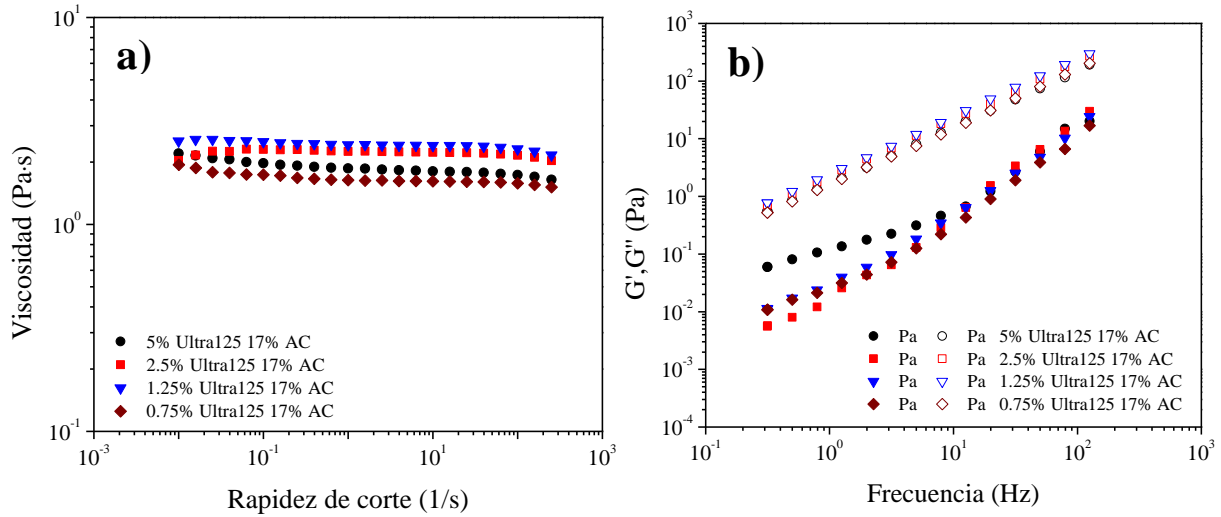 a)
10^1
10^0
10^-1
Viscosidad (Pa·s)
5% Ultra125 17% AC
2.5% Ultra125 17% AC
1.25% Ultra125 17% AC
0.75% Ultra125 17% AC
10^-3 10^-1 10^1 10^3
Rapidez de corte (1/s)
b)
10^3
10^2
10^1
10^0
10^-1
10^-2
10^-3
10^-4
G',G'' (Pa)
Pa Pa 5% Ultra125 17% AC
Pa Pa 2.5% Ultra125 17% AC
Pa Pa 1.25% Ultra125 17% AC
Pa Pa 0.75% Ultra125 17% AC
10^-1 10^0 10^1 10^2 10^3
Frecuencia (Hz)